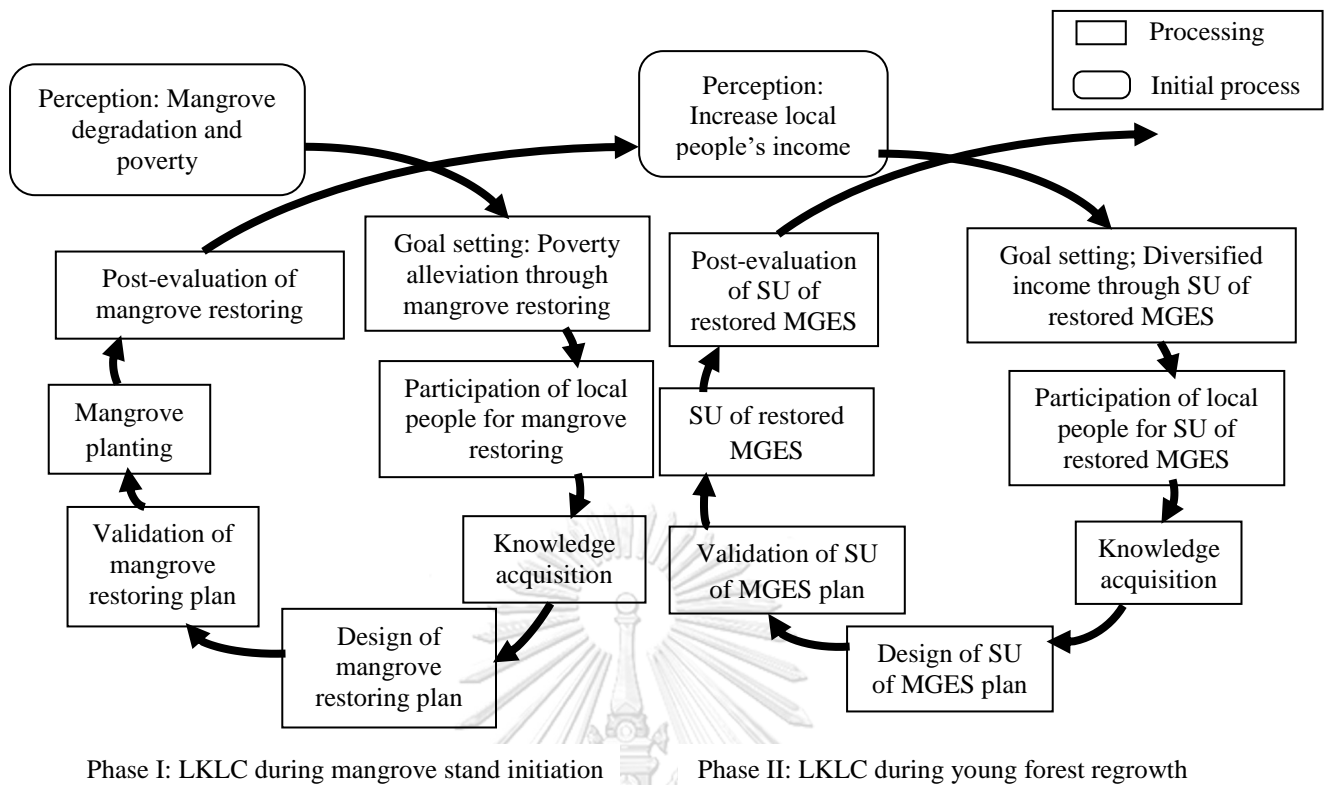 Processing
Initial process
Perception: Mangrove
degradation and
poverty
Perception:
Increase local
people's income
Post-evaluation of
mangrove restoring
Goal setting: Poverty
alleviation through
mangrove restoring
Mangrove
planting
Participation of local
people for mangrove
restoring
Validation of
mangrove
restoring plan
Knowledge
acquisition
Design of
mangrove
restoring plan
Post-evaluation
of SU of
restored MGES
Goal setting; Diversified
income through SU of
restored MGES
SU of restored
MGES
Participation of local
people for SU of
restored MGES
Validation of SU
of MGES plan
Knowledge
acquisition
Design of SU
of MGES plan
Phase I: LKLC during mangrove stand initiation
Phase II: LKLC during young forest regrowth